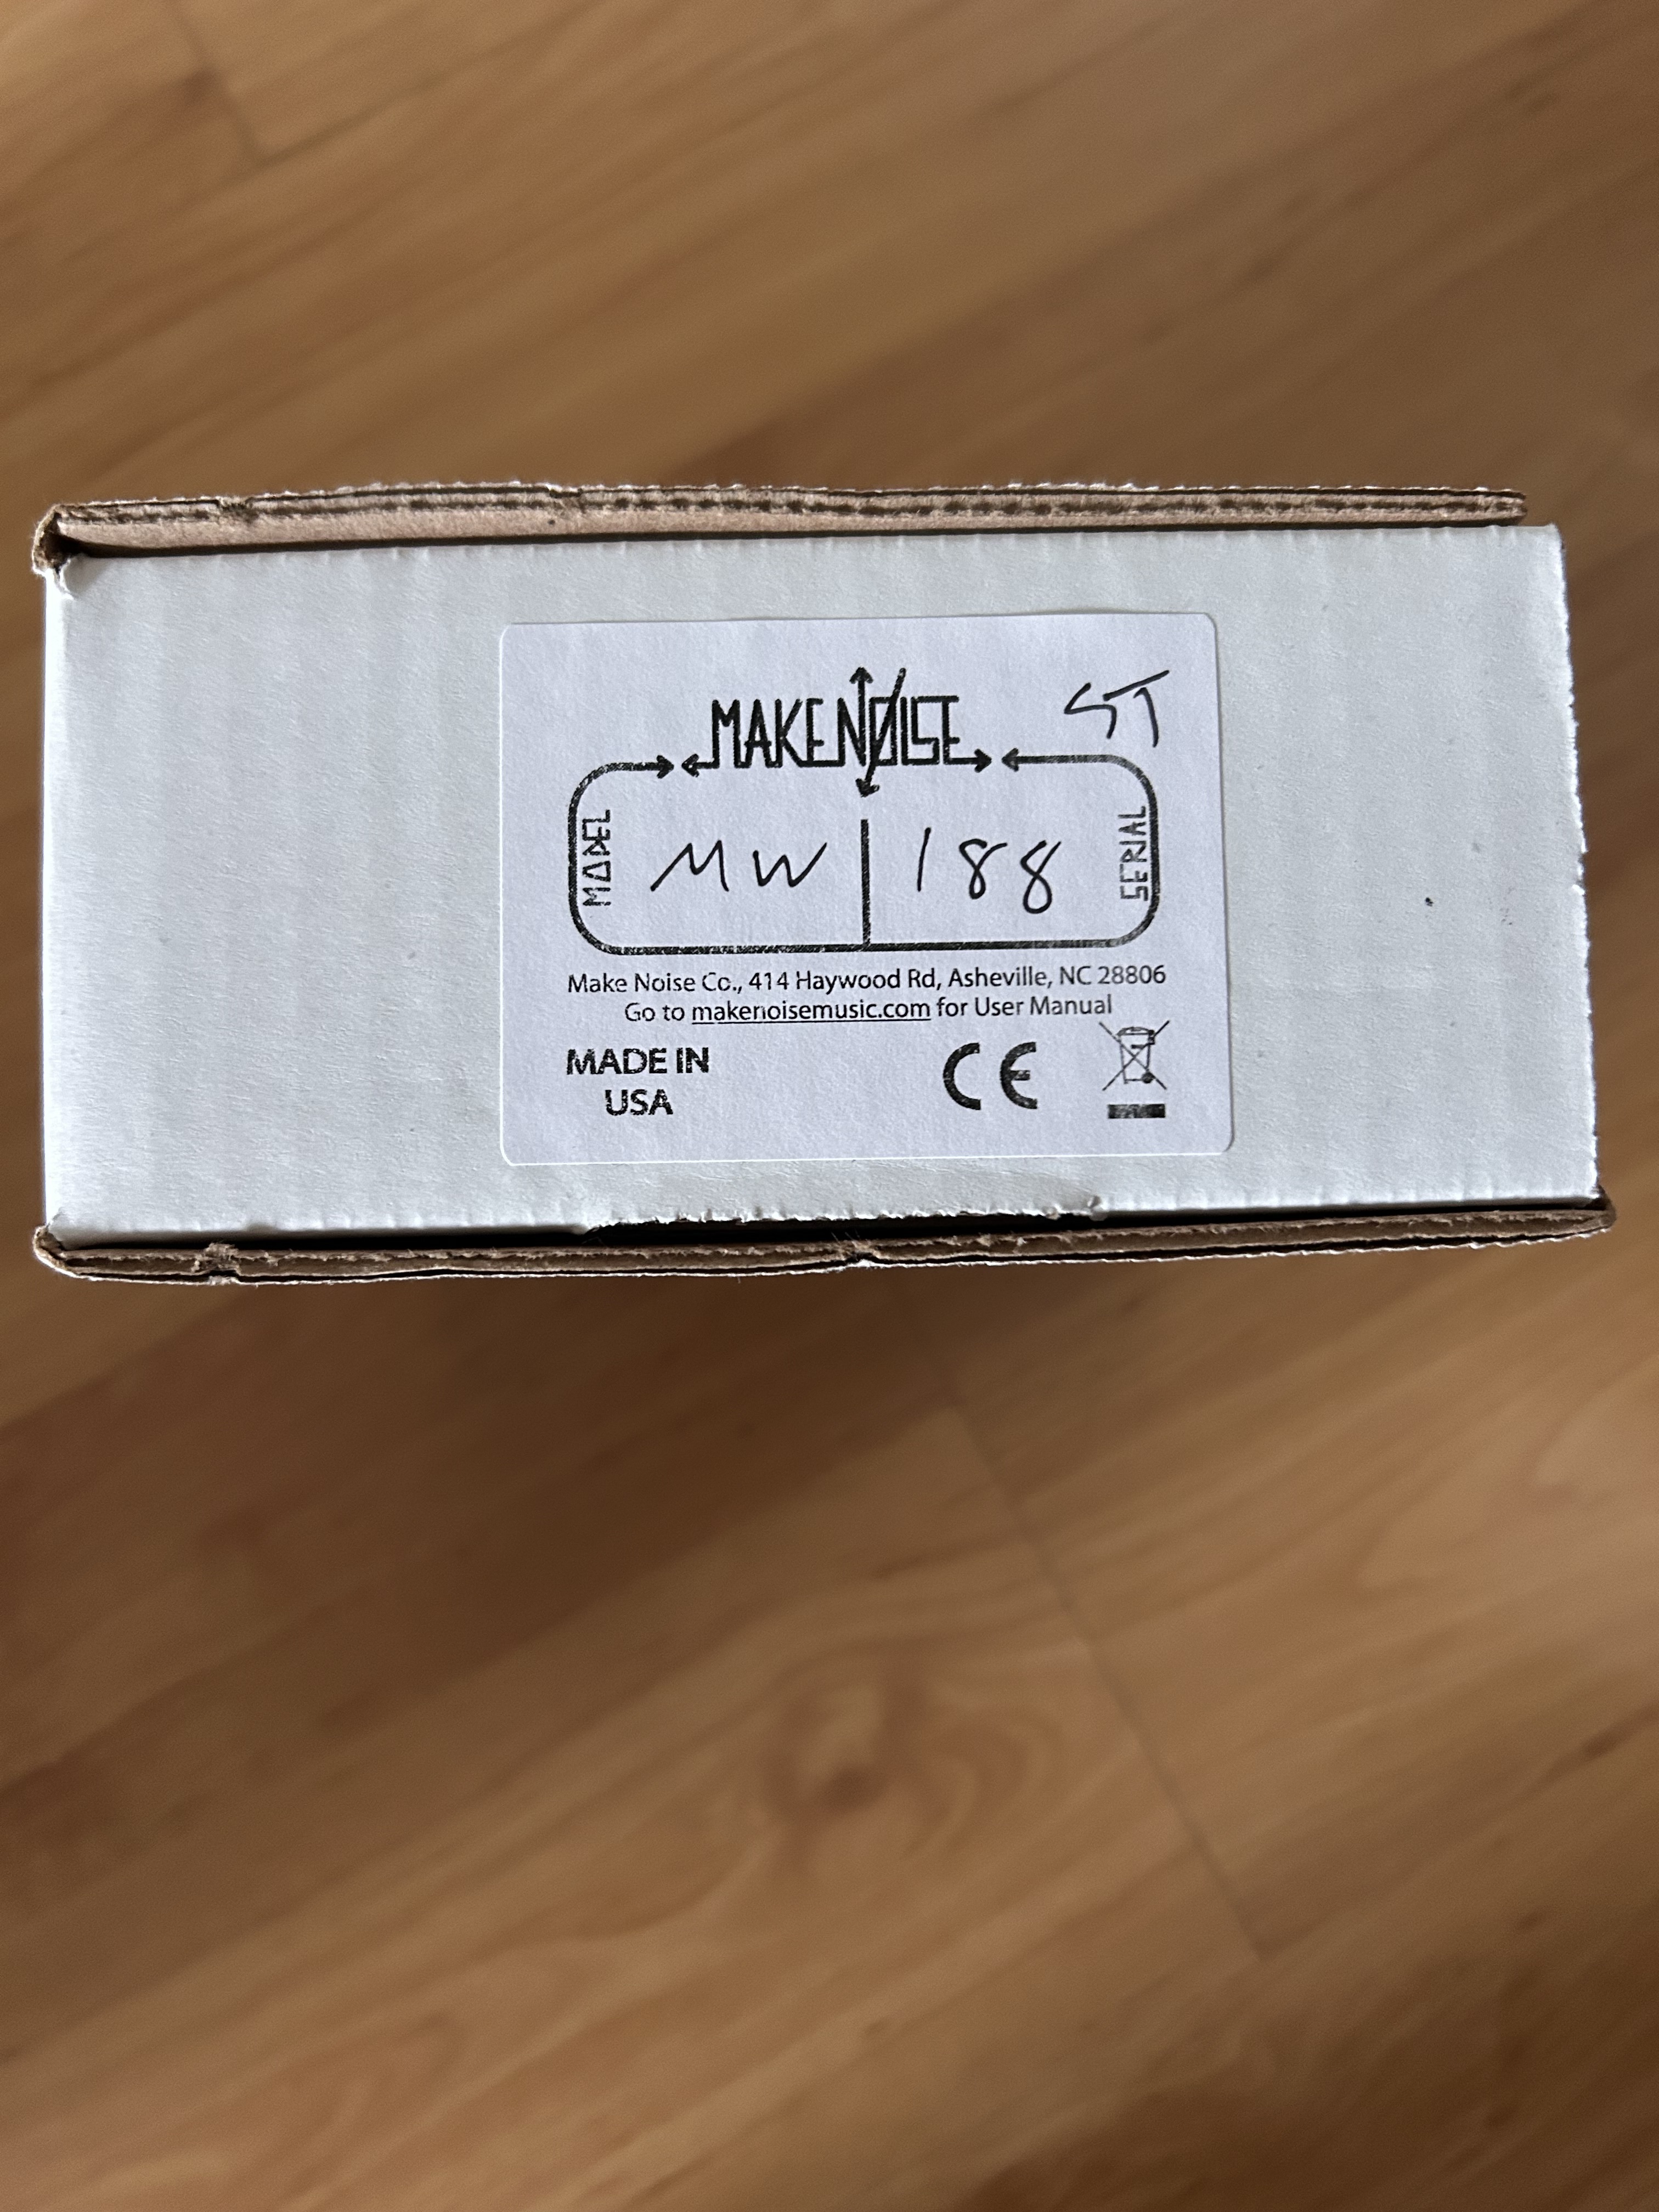 MAKENOISE ST
MODEL MW 188 SERIAL
Make Noise Co., 414 Haywood Rd, Asheville, NC 28806
Go to makenoisemusic.com for User Manual
MADE IN
USA
CE